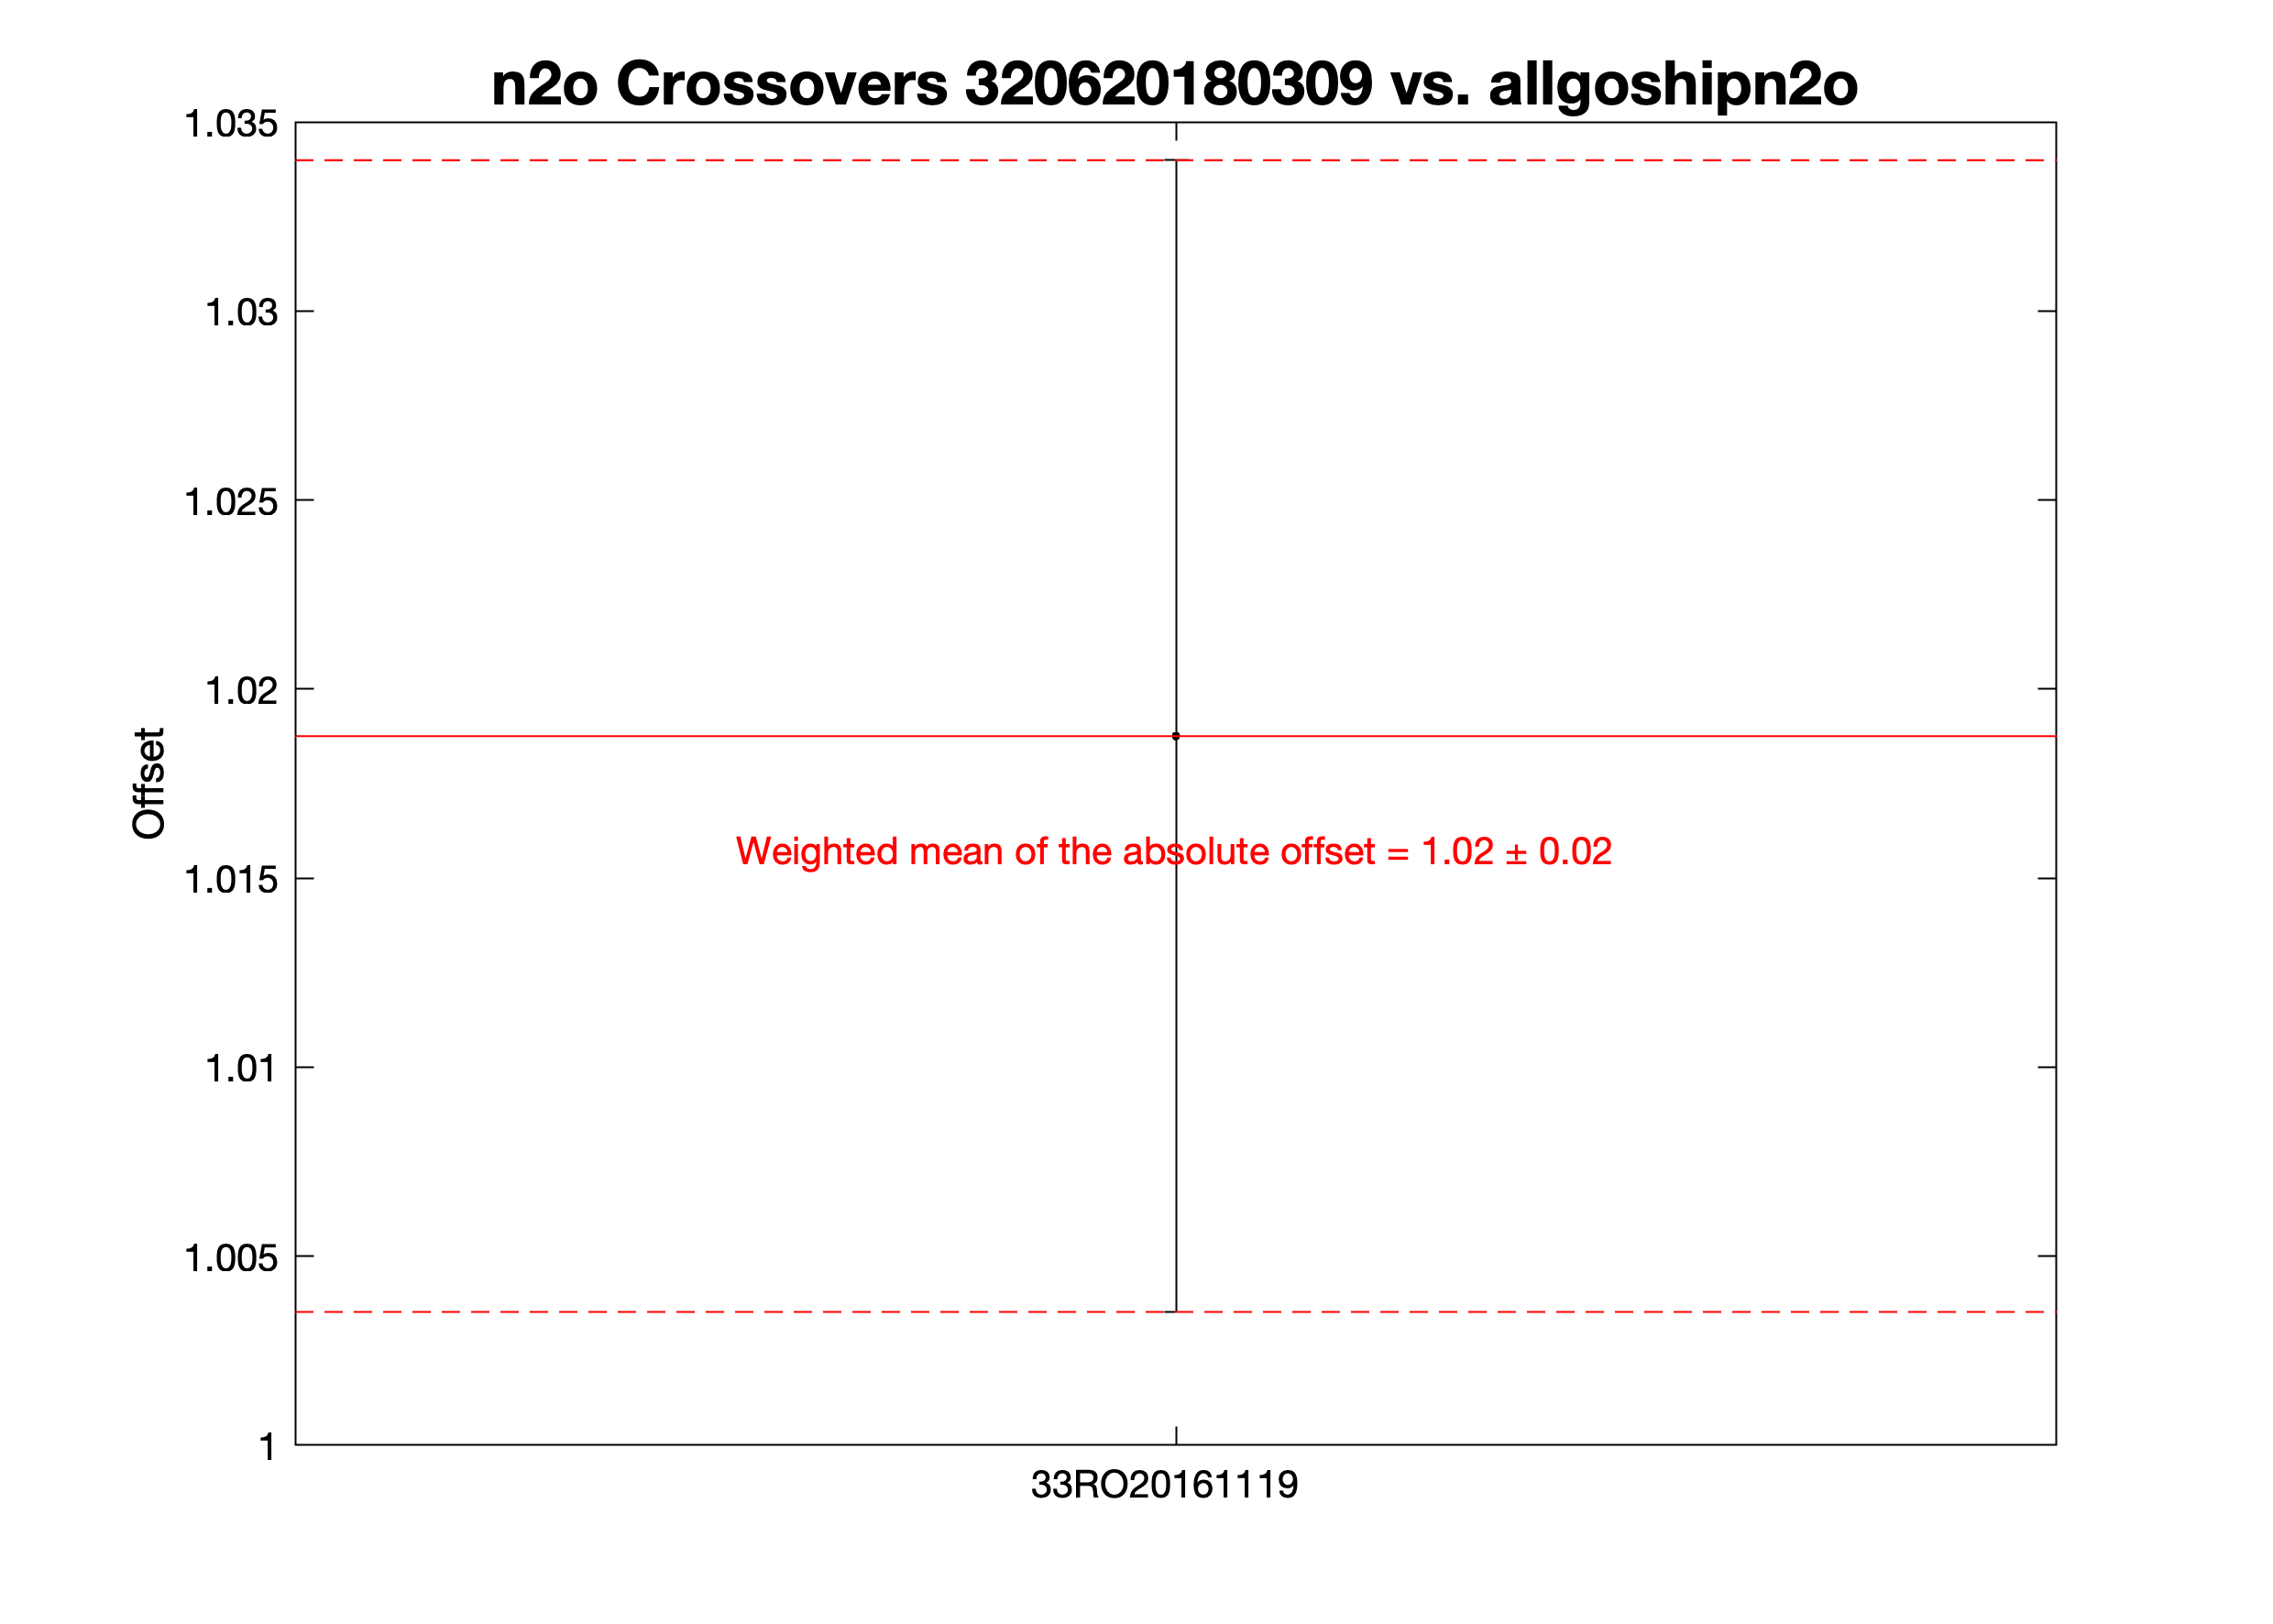 n2o Crossovers 320620180309 vs. allgoshipn2o
1.035
1.03
1.025
1.02
1.015
1.01
1.005
1
Offset
Weighted mean of the absolute offset = 1.02 ± 0.02
33RO20161119